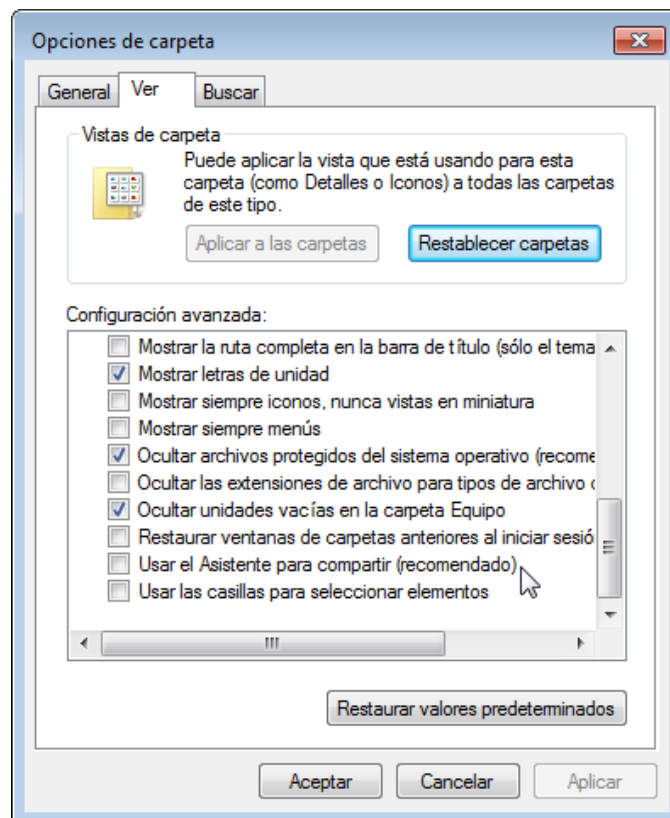 Opciones de carpeta
General
Ver
Buscar
Vistas de carpeta
Puede aplicar la vista que está usando para esta
carpeta (como Detalles o Iconos) a todas las carpetas
de este tipo.
Aplicar a las carpetas
Restablecer carpetas
Configuración avanzada:
Mostrar la ruta completa en la barra de título (sólo el tema
Mostrar letras de unidad
Mostrar siempre iconos, nunca vistas en miniatura
Mostrar siempre menús
Ocultar archivos protegidos del sistema operativo (recome
Ocultar las extensiones de archivo para tipos de archivo
Ocultar unidades vacías en la carpeta Equipo
Restaurar ventanas de carpetas anteriores al iniciar sesió
Usar el Asistente para compartir (recomendado)
Usar las casillas para seleccionar elementos
Restaurar valores predeterminados
Aceptar
Cancelar
Aplicar